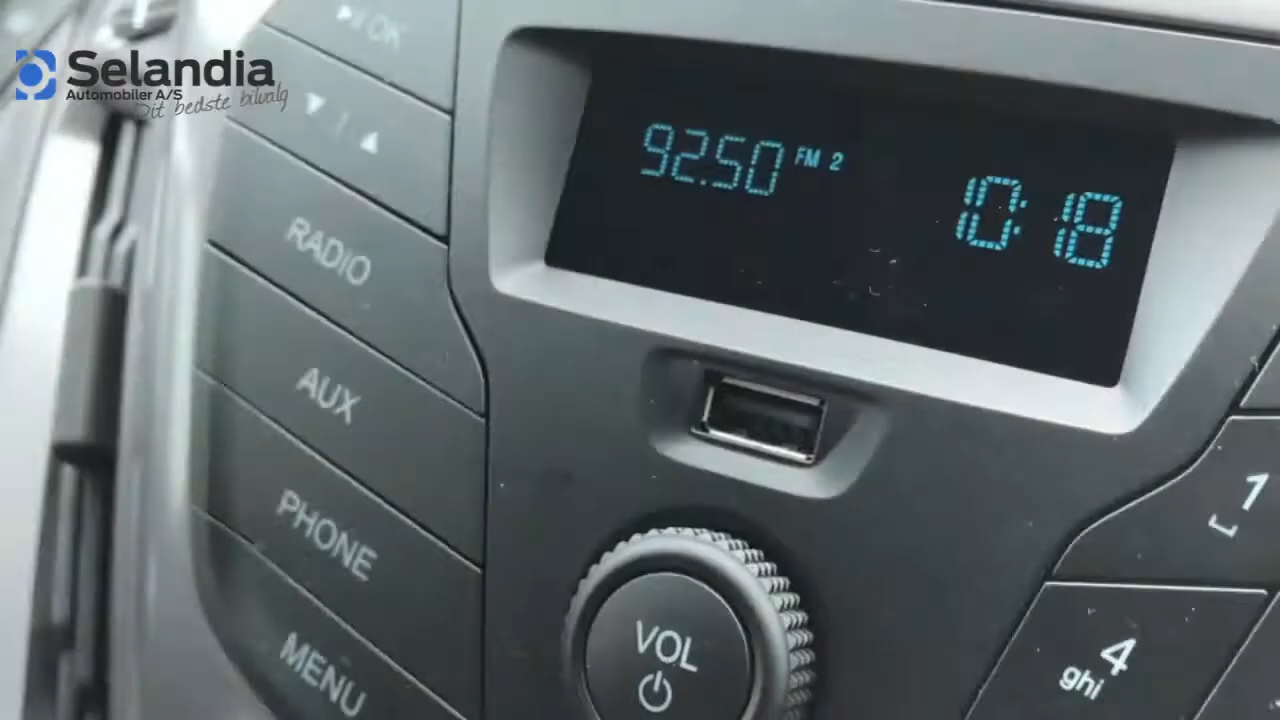 Selandia
Automobiler A/S
Dit bedste bilvalg
OK
92.50 FM 2
10:18
RADIO
AUX
PHONE
MENU
VOL
1
4
ghi